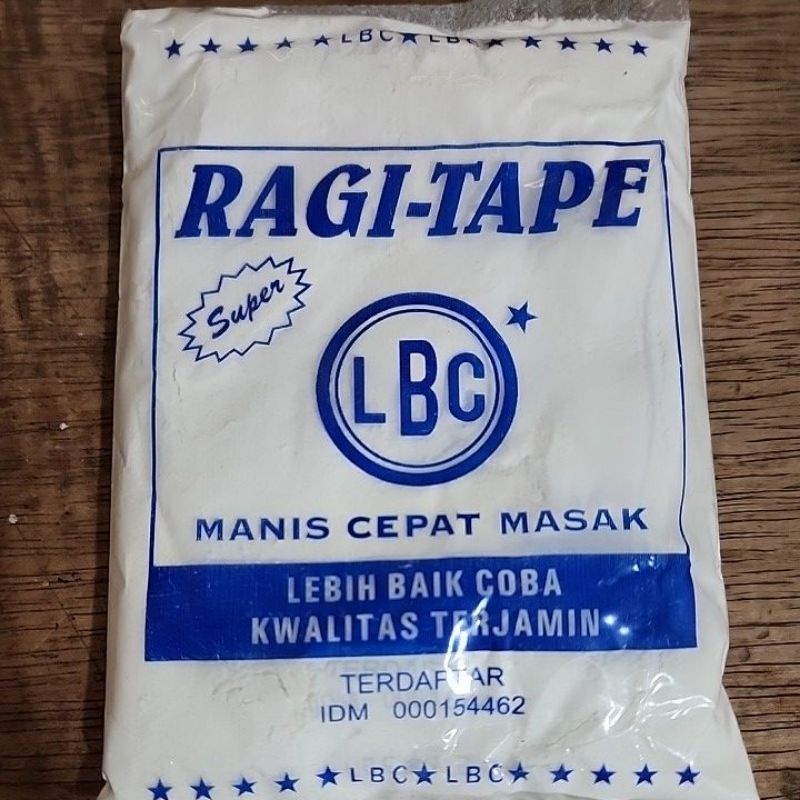 LBC LBC
RAGI-TAPE
Super
LBC
MANIS CEPAT MASAK
LEBIH BAIK COBA
KWALITAS TERJAMIN
TERDAFTAR
IDM 000154462
LBC LBC